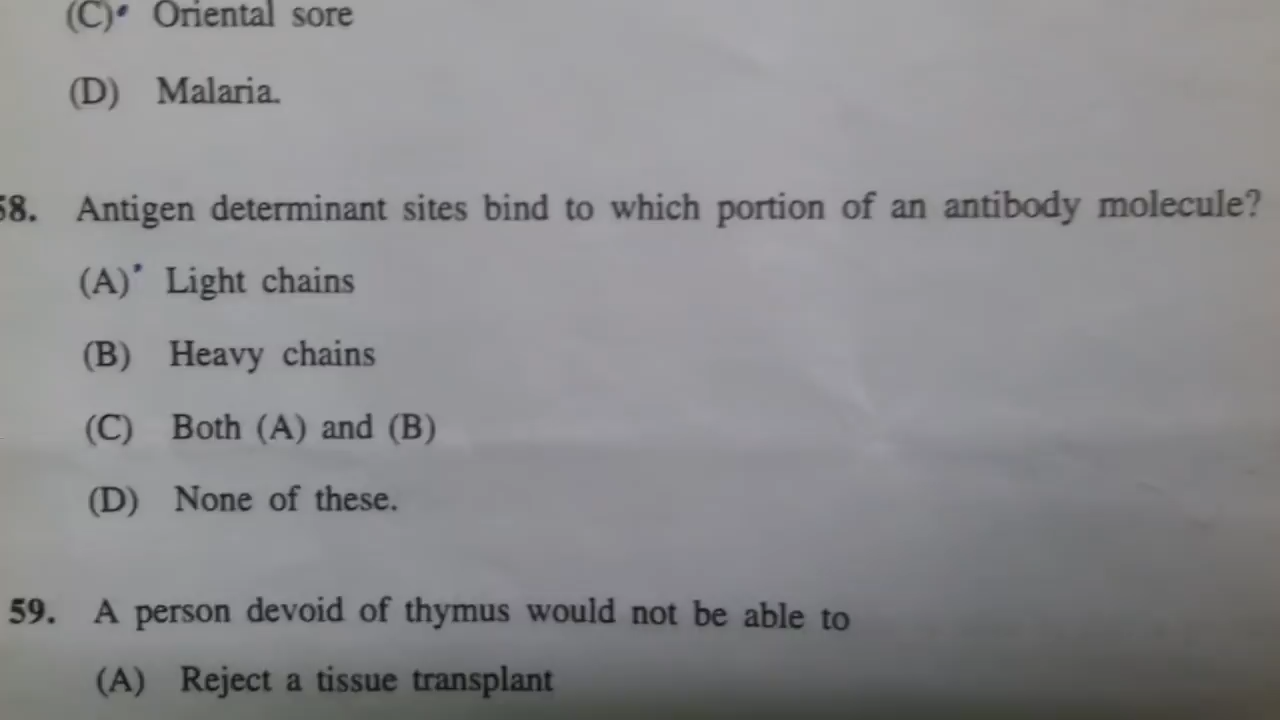 (C) Oriental sore
(D) Malaria.
58. Antigen determinant sites bind to which portion of an antibody molecule?
(A) Light chains
(B) Heavy chains
(C) Both (A) and (B)
(D) None of these.
59. A person devoid of thymus would not be able to
(A) Reject a tissue transplant